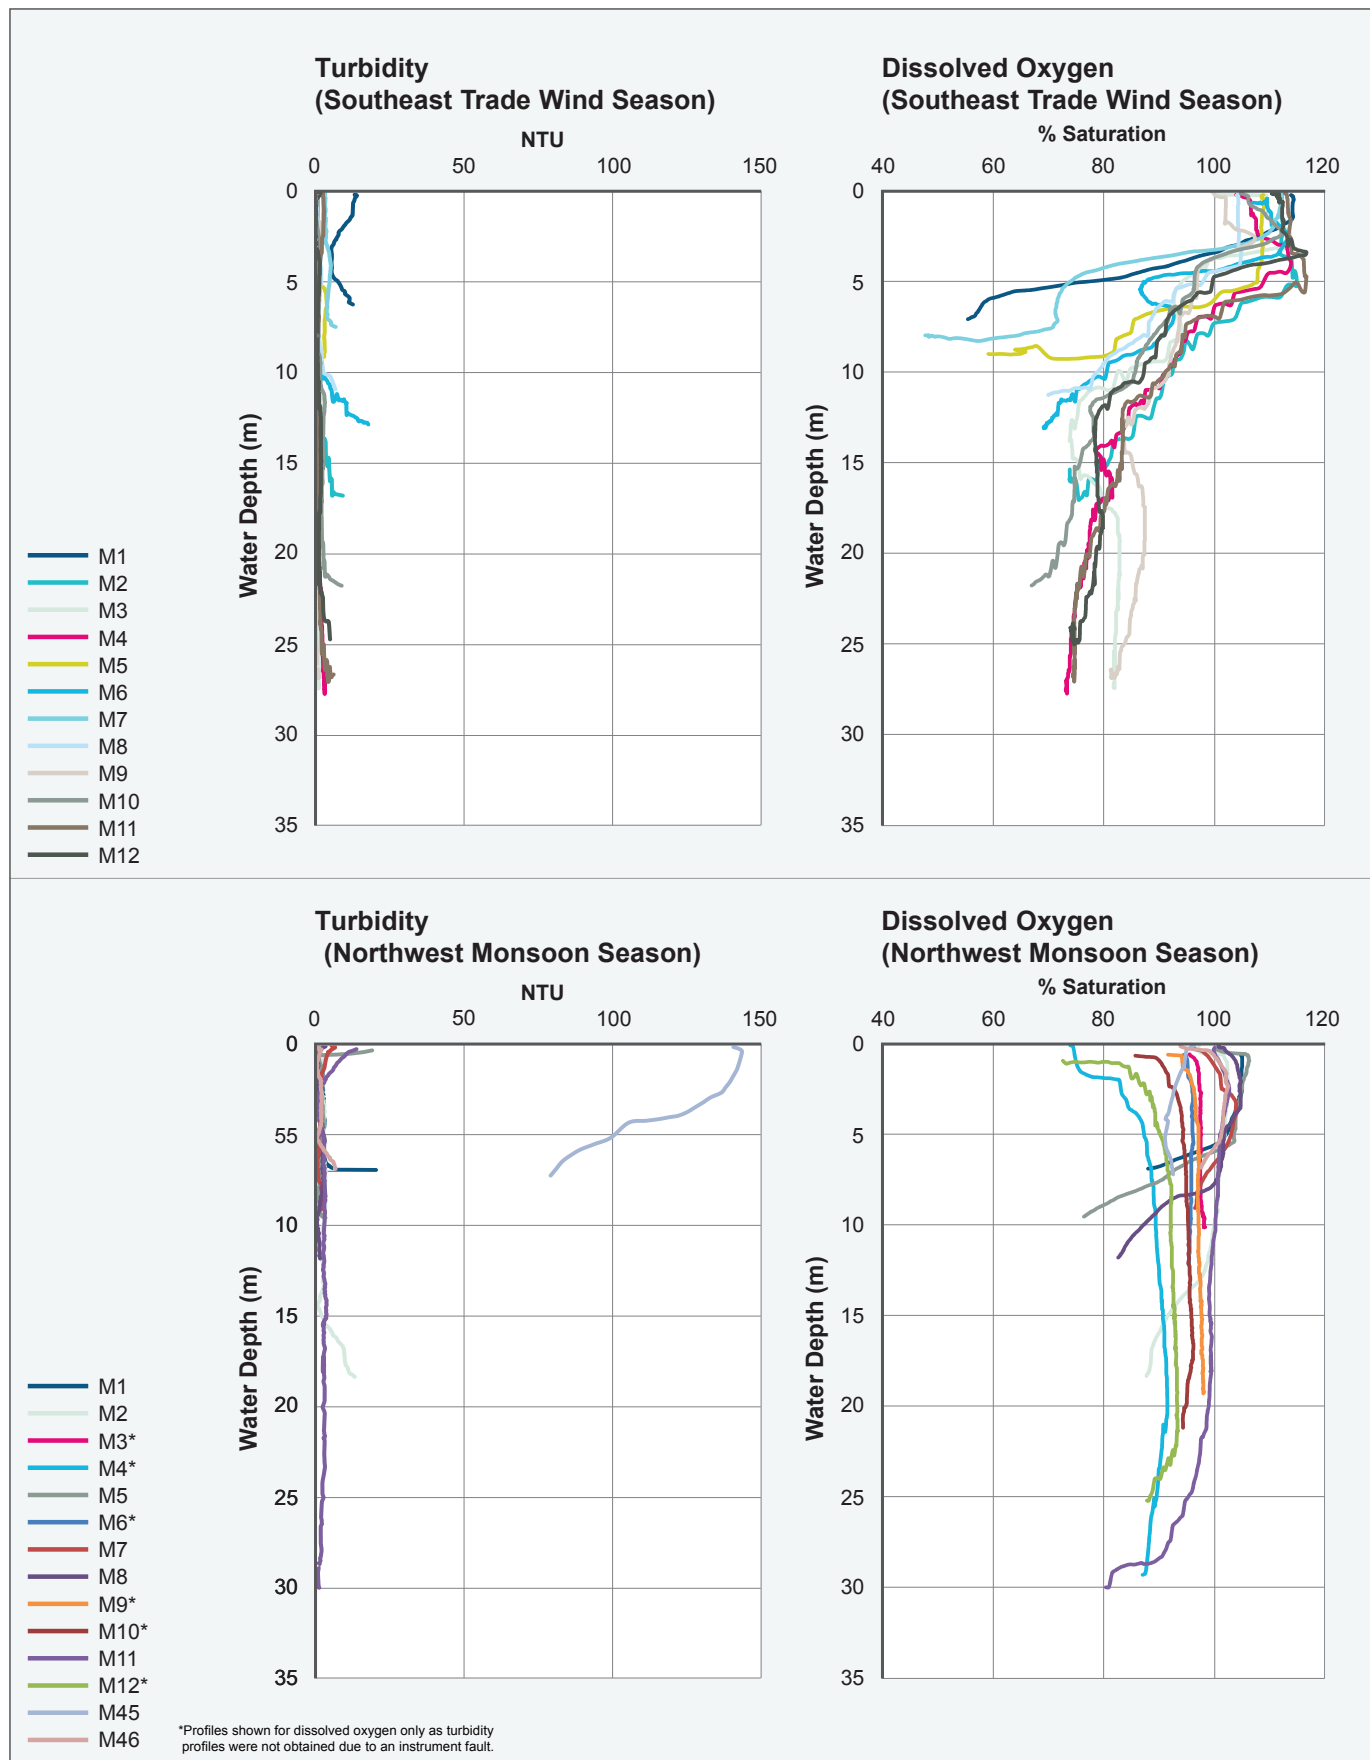 Turbidity
(Southeast Trade Wind Season)
NTU
0 50 100 150
0
5
10
15
20
25
30
35
Water Depth (m)
Dissolved Oxygen
(Southeast Trade Wind Season)
% Saturation
40 60 80 100 120
0
5
10
15
20
25
30
35
Water Depth (m)
M1
M2
M3
M4
M5
M6
M7
M8
M9
M10
M11
M12
Turbidity
(Northwest Monsoon Season)
NTU
0 50 100 150
0
55
10
15
20
25
30
35
Water Depth (m)
Dissolved Oxygen
(Northwest Monsoon Season)
% Saturation
40 60 80 100 120
0
5
10
15
20
25
30
35
Water Depth (m)
M1
M2
M3*
M4*
M5
M6*
M7
M8
M9*
M10*
M11
M12*
M45
M46
*Profiles shown for dissolved oxygen only as turbidity
profiles were not obtained due to an instrument fault.